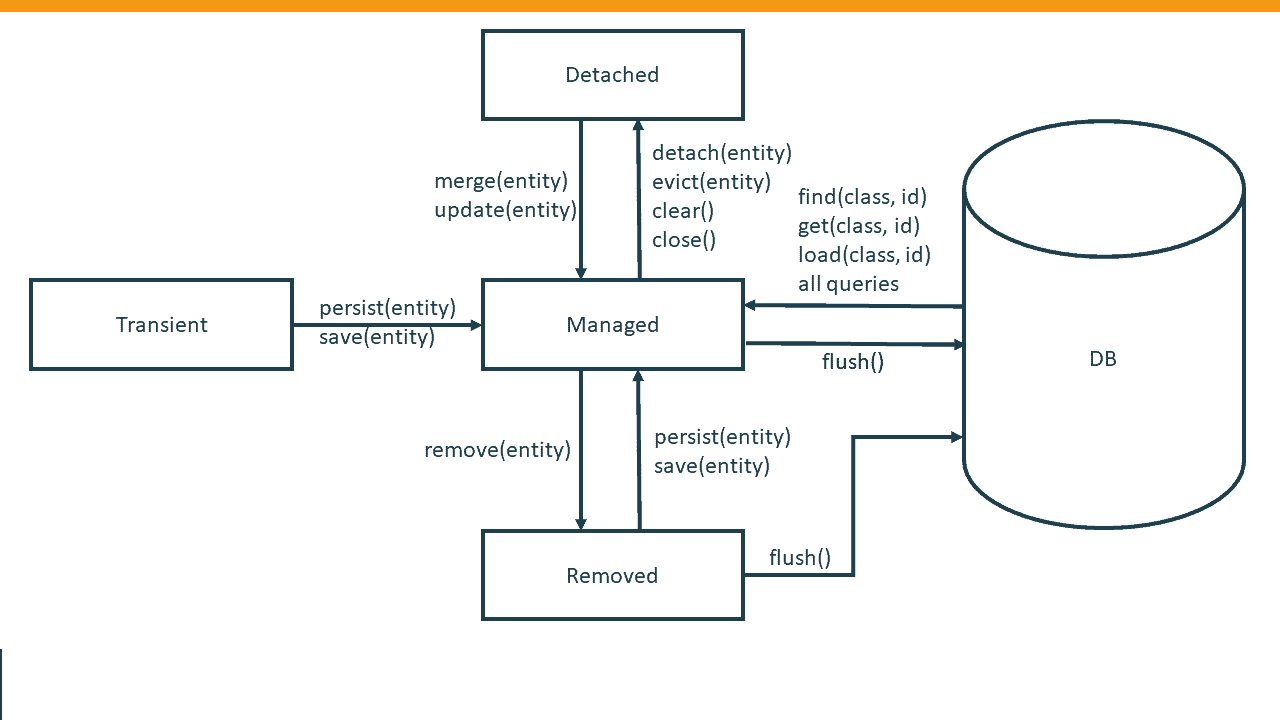 Detached
merge(entity)
update(entity)
detach(entity)
evict(entity)
clear()
close()
find(class, id)
get(class, id)
load(class, id)
all queries
Transient
persist(entity)
save(entity)
Managed
flush()
DB
remove(entity)
persist(entity)
save(entity)
Removed
flush()